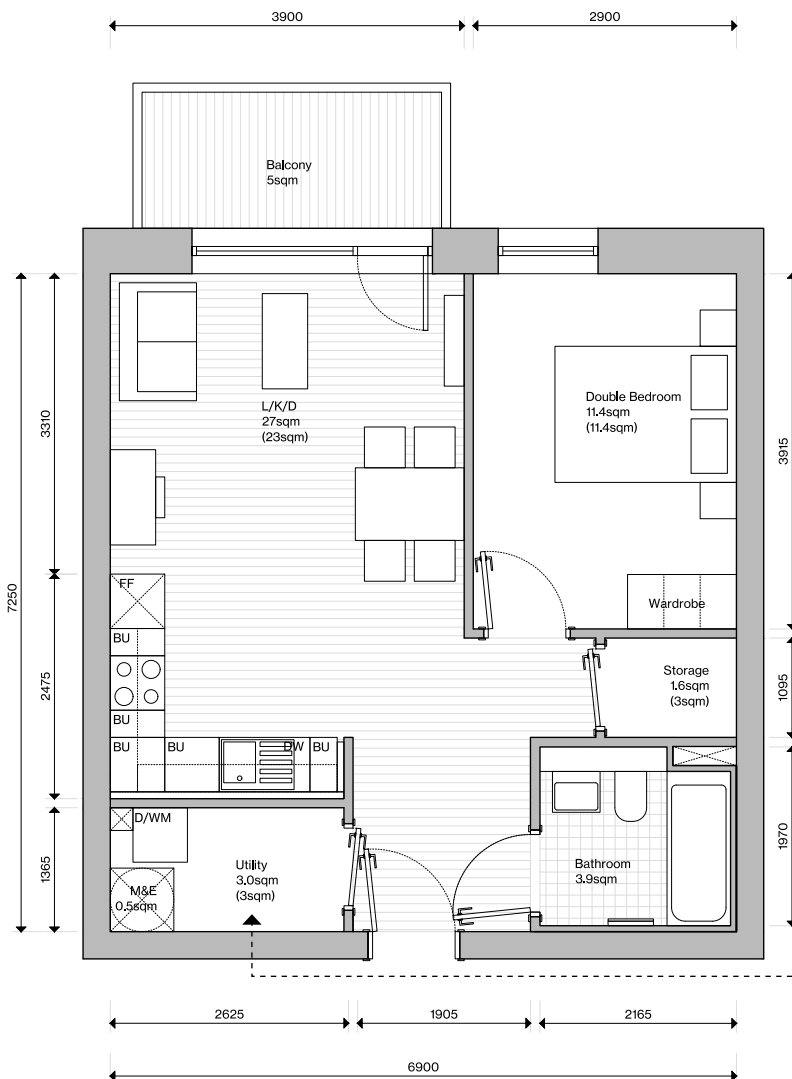 3900
2900
Balcony
5sqm
L/K/D
27sqm
(23sqm)
Double Bedroom
11.4sqm
(11.4sqm)
3310
3915
7250
FF
Wardrobe
BU
2475
Storage
1.6sqm
(3sqm)
1095
BU
BU
BU
DW
BU
D/WM
1365
Utility
3.0sqm
(3sqm)
M&E
0.5sqm
Bathroom
3.9sqm
1970
2625
1905
2165
6900